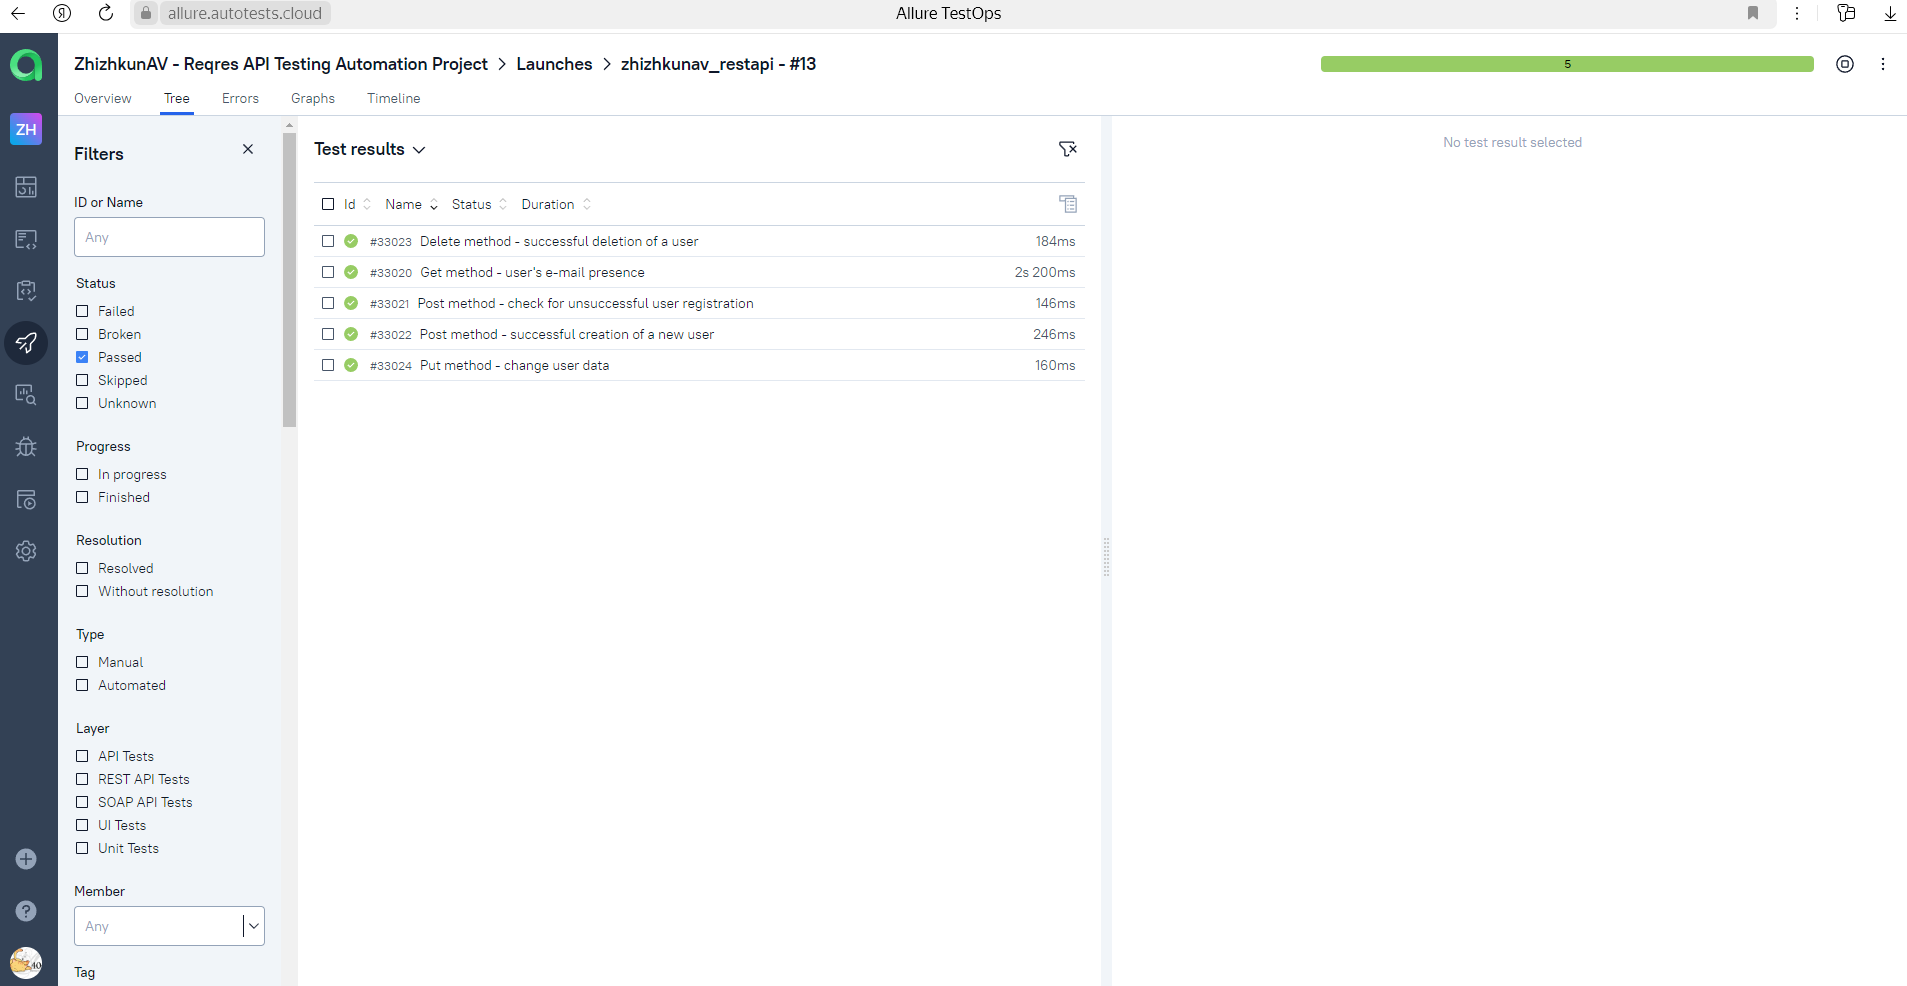 Я
allure.autotests.cloud
Allure TestOps
ZhizhkunAV - Reqres API Testing Automation Project > Launches > zhizhkunav_restapi - #13
5
Overview Tree Errors Graphs Timeline
ZH
Filters
ID or Name
Any
Status
Failed
Broken
Passed
Skipped
Unknown
Progress
In progress
Finished
Resolution
Resolved
Without resolution
Type
Manual
Automated
Layer
API Tests
REST API Tests
SOAP API Tests
UI Tests
Unit Tests
Member
Any
Tag
Test results
Id Name Status Duration
#33023 Delete method - successful deletion of a user 184ms
#33020 Get method - user's e-mail presence 2s 200ms
#33021 Post method - check for unsuccessful user registration 146ms
#33022 Post method - successful creation of a new user 246ms
#33024 Put method - change user data 160ms
No test result selected
?
40